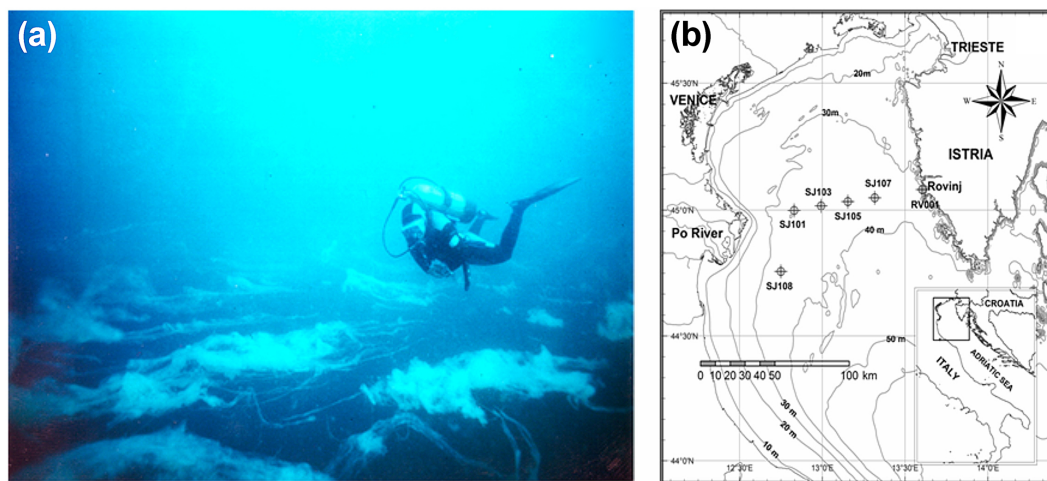 (a)
(b)
TRIESTE
20m
45°30'
VENICE
30m
N
W E
S
ISTRIA
SJ107
SJ103
Rovinj
RV001
SJ105
SJ101
45°0'
Po River
40 m
SJ108
CROATIA
44°30'
50 m
ADRIATIC SEA
ITALY
0 10 20 30 40 50 100 km
30 m
20 m
10 m
44°0'
12°30' 13°0' 13°30' 14°0'